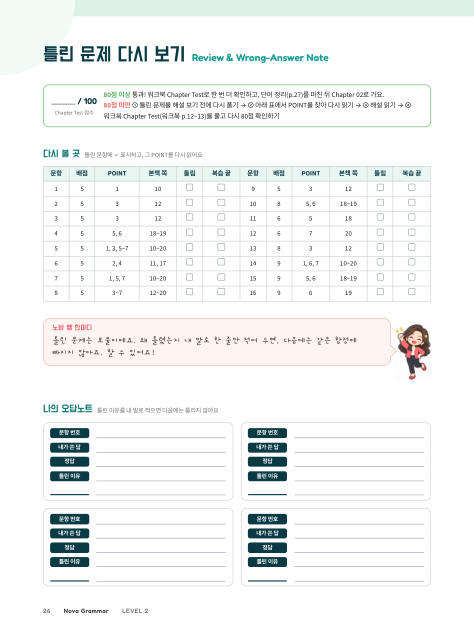 틀린 문제 다시 보기 Review & Wrong-Answer Note
/ 100
Chapter Test 점수
80점 이상 통과! 워크북 Chapter Test로 한 번 더 확인하고, 단어 정리(p.27)를 마친 뒤 Chapter 02로 가요.
80점 미만 ① 틀린 문제를 해설 보기 전에 다시 풀기 → ② 아래 표에서 POINT를 찾아 다시 읽기 → ③ 해설 읽기 → ④
워크북 Chapter Test(워크북 p.12~13)를 풀고 다시 80점 확인하기
다시 볼 곳 틀린 문항에 ✓ 표시하고, 그 POINT를 다시 읽어요
문항 배점 POINT 본책 쪽 틀림 복습 끝 문항 배점 POINT 본책 쪽 틀림 복습 끝
1 5 1 10 9 5 3 12
2 5 3 12 10 8 5, 6 18~19
3 5 3 12 11 6 5 18
4 5 5, 6 18~19 12 6 7 20
5 5 1, 3, 5~7 10~20 13 8 3 12
6 5 2, 4 11, 17 14 9 1, 6, 7 10~20
7 5 1, 5, 7 10~20 15 9 5, 6 18~19
8 5 3~7 12~20 16 9 6 19
노바 쌤 한마디
틀린 문제는 보물이에요. 왜 틀렸는지 내 말로 한 줄만 적어 두면, 다음에는 같은 함정에
빠지지 않아요. 할 수 있어요!
나의 오답노트 틀린 이유를 내 말로 적으면 다음에는 틀리지 않아요
문항 번호 문항 번호
내가 쓴 답 내가 쓴 답
정답 정답
틀린 이유 틀린 이유
문항 번호 문항 번호
내가 쓴 답 내가 쓴 답
정답 정답
틀린 이유 틀린 이유
26 Nova Grammar LEVEL 2